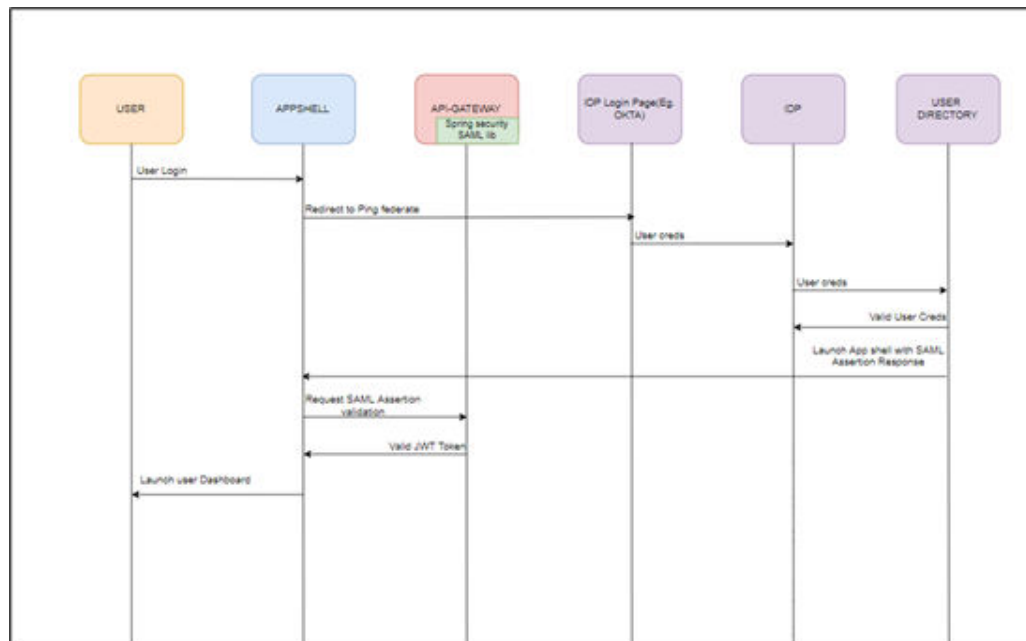 USER
APPSHELL
API-GATEWAY
Spring security
SAML lib
IOP Login Page(Eg.
OKTA)
IOP
USER
DIRECTORY
User Login
Redirect to Ping federate
User creds
User creds
Valid User Creds
Launch App shell with SAML
Assertion Response
Request SAML Assertion
validation
Valid JWT Token
Launch user Dashboard